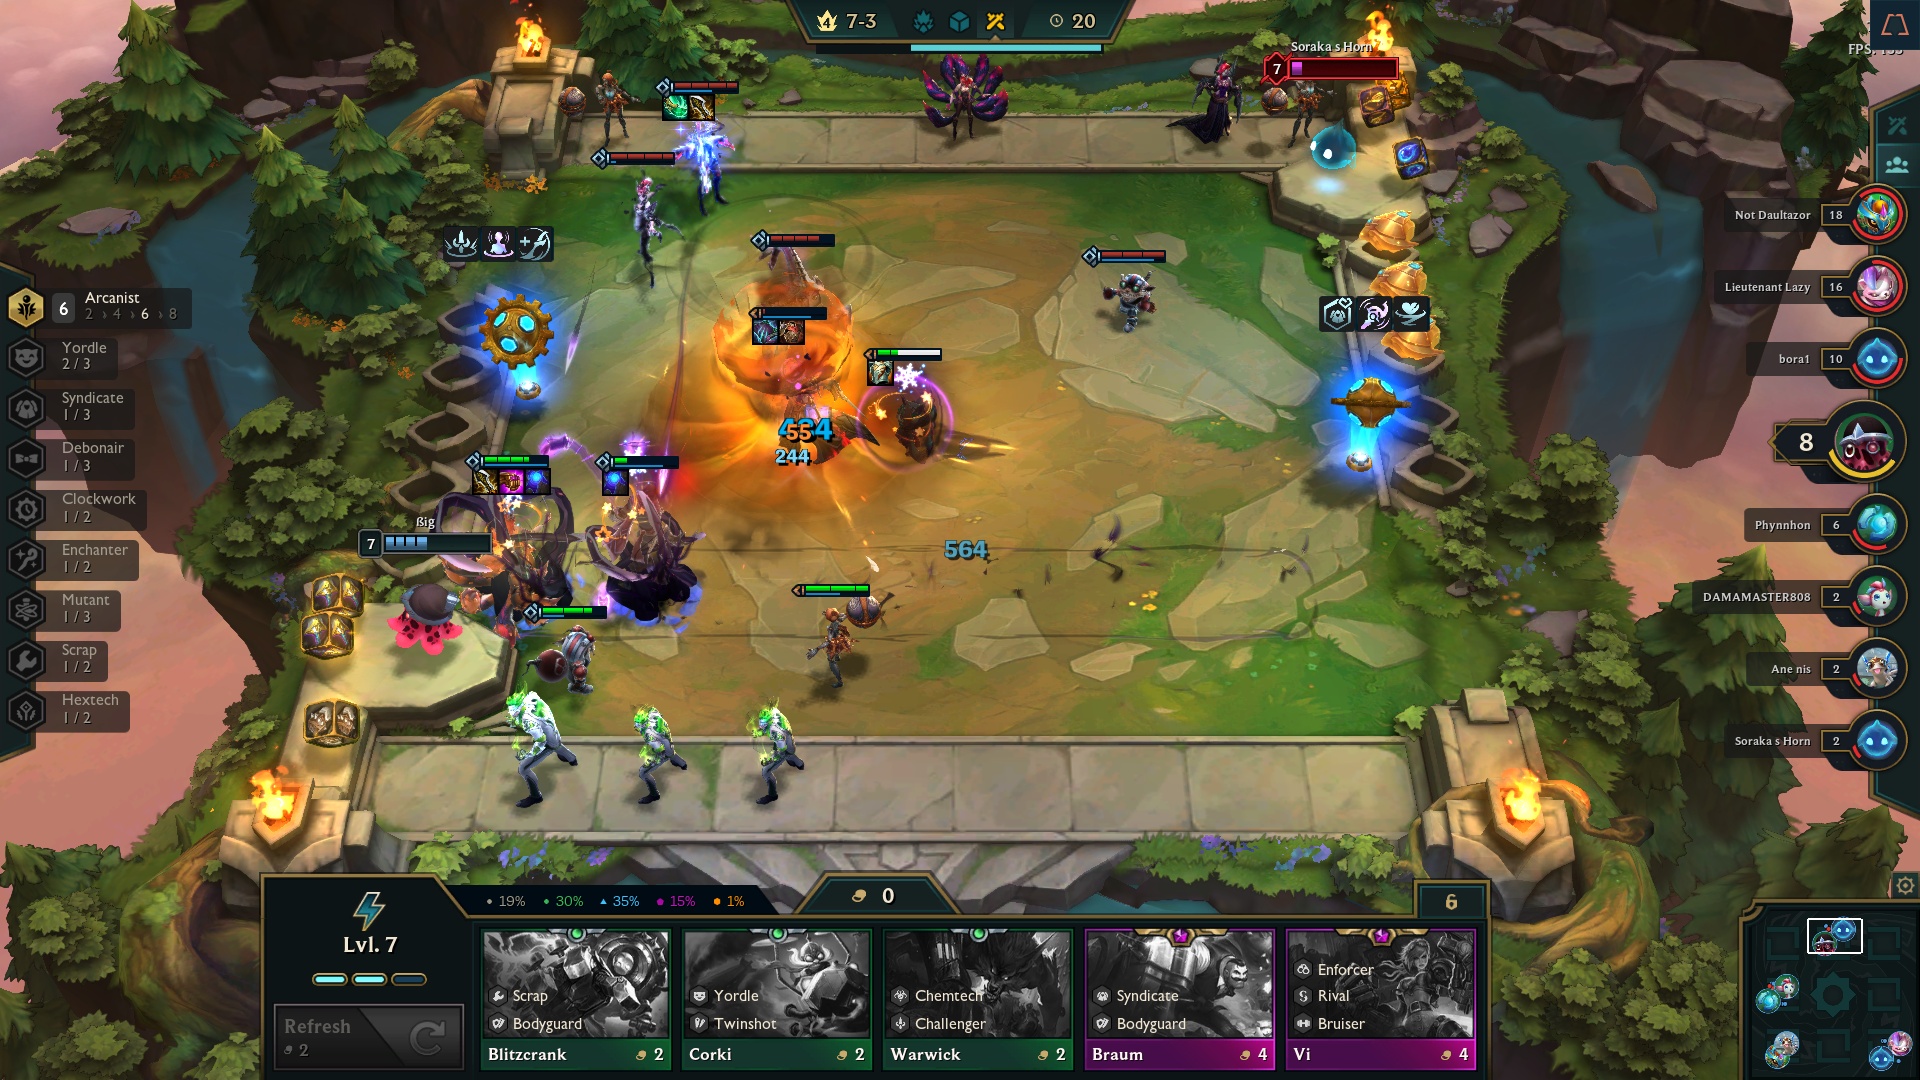 7-3
20
4
Soraka s Horn
7
FPS: 133
Not Daultazor 18
Lieutenant Lazy 16
bora1 10
8
Phynnhon 6
DAMAMASTER808 2
Ane nis 2
Soraka s Horn 2
6 Arcanist
2 › 4 › 6 › 8
Yordle
2 / 3
Syndicate
1 / 3
Debonair
1 / 3
Clockwork
1 / 2
Enchanter
1 / 2
Mutant
1 / 3
Scrap
1 / 2
Hextech
1 / 2
244
564
ßig
7
19% 30% 35% 15% 1%
0
6
Lvl. 7
Refresh
2
Scrap
Bodyguard
Blitzcrank 2
Yordle
Twinshot
Corki 2
Chemtech
Challenger
Warwick 2
Syndicate
Bodyguard
Braum 4
Enforcer
Rival
Bruiser
Vi 4